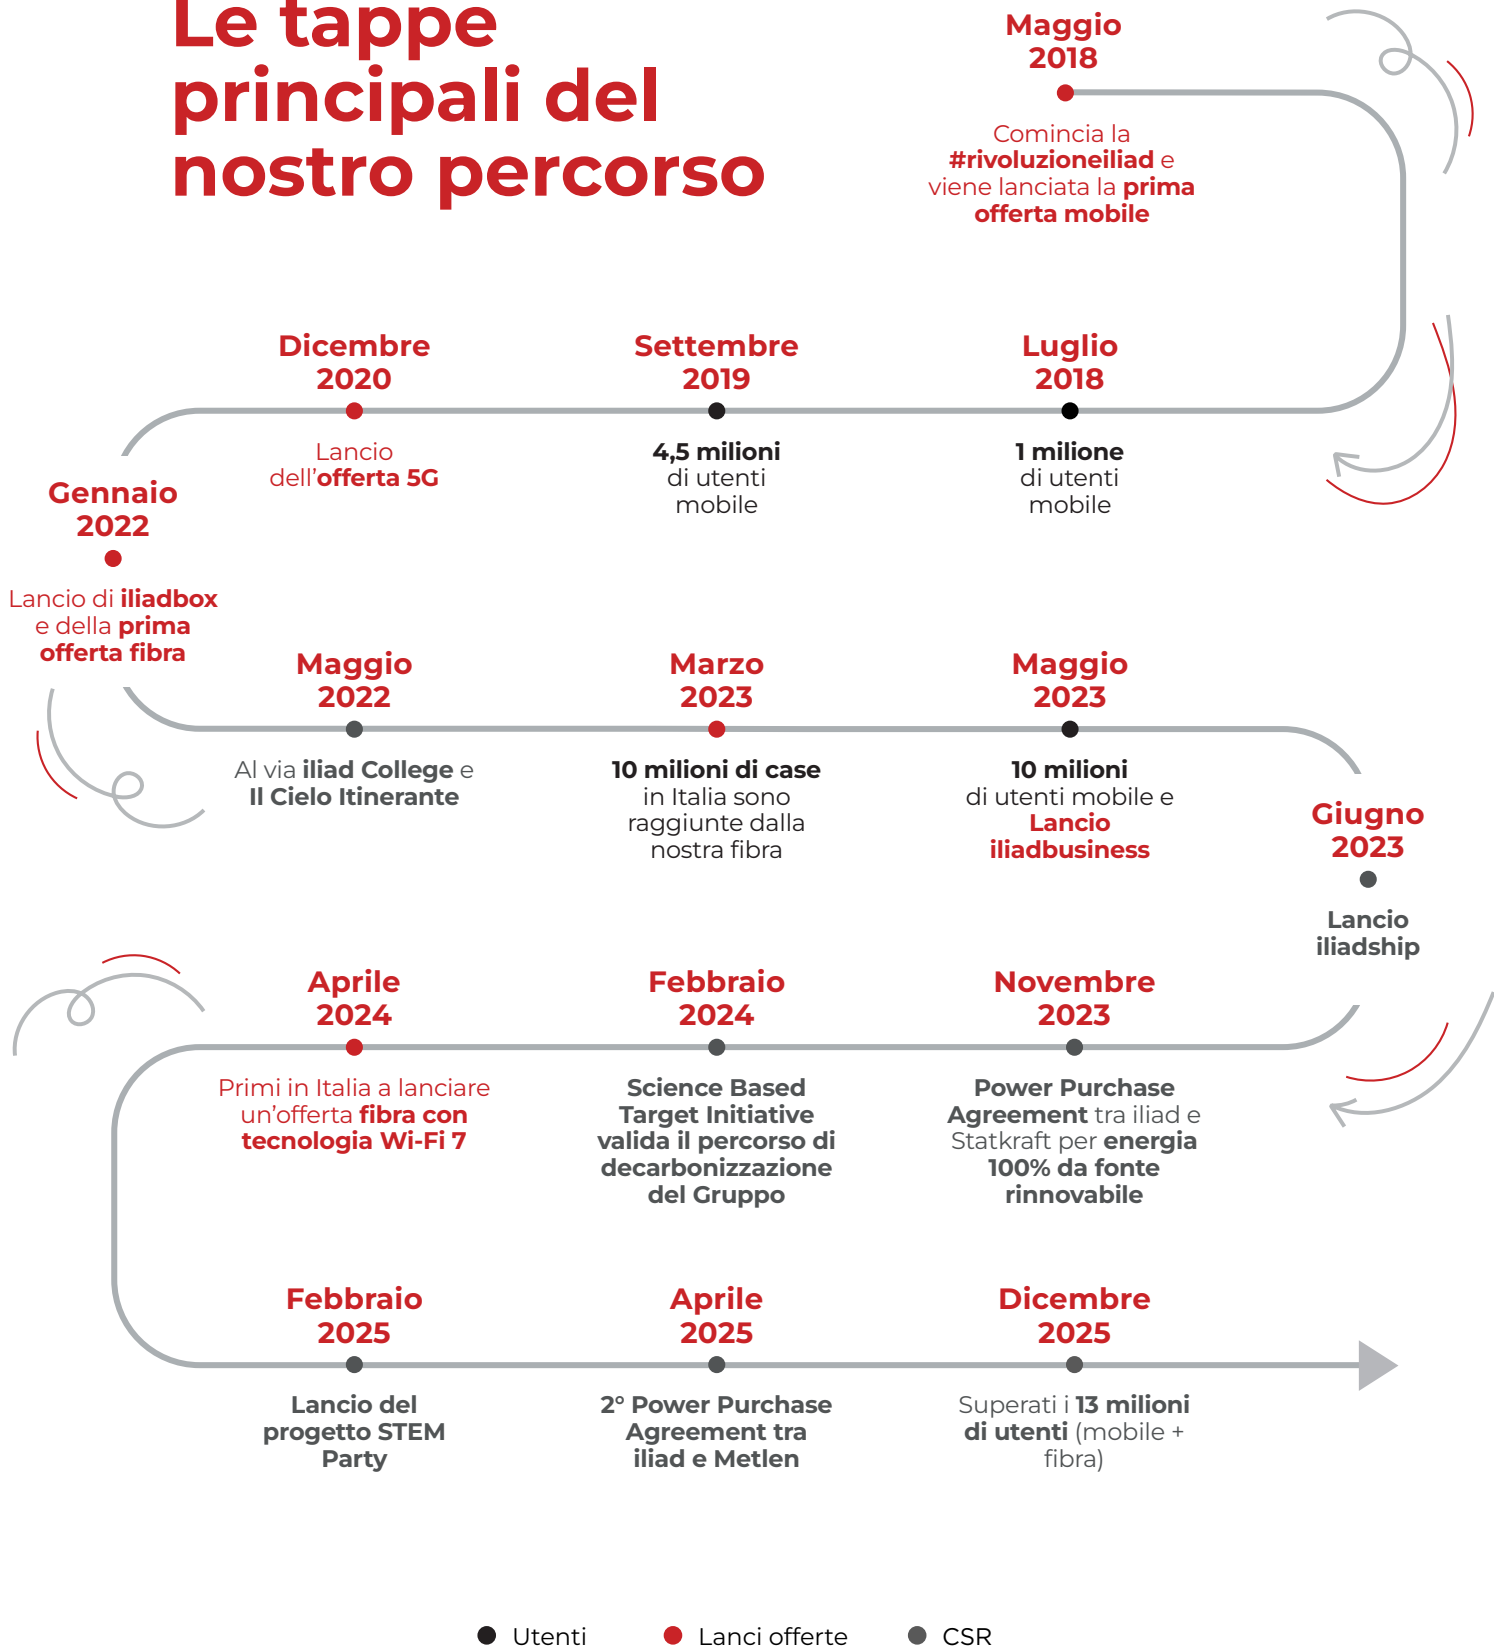 Le tappe
principali del
nostro percorso
Maggio
2018
Comincia la
#rivoluzioneiliad e
viene lanciata la prima
offerta mobile
Luglio
2018
1 milione
di utenti
mobile
Settembre
2019
4,5 milioni
di utenti
mobile
Dicembre
2020
Lancio
dell’offerta 5G
Gennaio
2022
Lancio di iliadbox
e della prima
offerta fibra
Maggio
2022
Al via iliad College e
Il Cielo Itinerante
Marzo
2023
10 milioni di case
in Italia sono
raggiunte dalla
nostra fibra
Maggio
2023
10 milioni
di utenti mobile e
Lancio
iliadbusiness
Giugno
2023
Lancio
iliadship
Novembre
2023
Power Purchase
Agreement tra iliad e
Statkraft per energia
100% da fonte
rinnovabile
Febbraio
2024
Science Based
Target Initiative
valida il percorso di
decarbonizzazione
del Gruppo
Aprile
2024
Primi in Italia a lanciare
un’offerta fibra con
tecnologia Wi-Fi 7
Febbraio
2025
Lancio del
progetto STEM
Party
Aprile
2025
2° Power Purchase
Agreement tra
iliad e Metlen
Dicembre
2025
Superati i 13 milioni
di utenti (mobile +
fibra)
Utenti
Lanci offerte
CSR